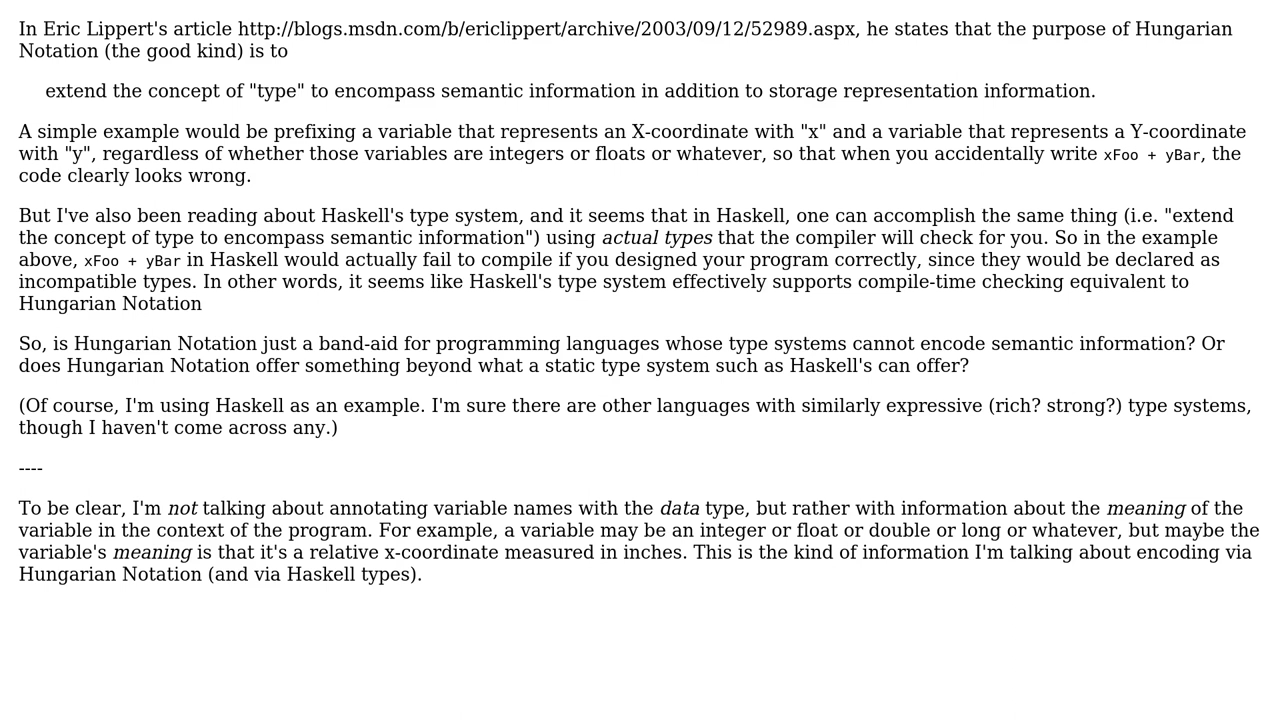 In Eric Lippert's article http://blogs.msdn.com/b/ericlippert/archive/2003/09/12/52989.aspx, he states that the purpose of Hungarian
Notation (the good kind) is to
extend the concept of "type" to encompass semantic information in addition to storage representation information.
A simple example would be prefixing a variable that represents an X-coordinate with "x" and a variable that represents a Y-coordinate
with "y", regardless of whether those variables are integers or floats or whatever, so that when you accidentally write xFoo + yBar, the
code clearly looks wrong.
But I've also been reading about Haskell's type system, and it seems that in Haskell, one can accomplish the same thing (i.e. "extend
the concept of type to encompass semantic information") using actual types that the compiler will check for you. So in the example
above, xFoo + yBar in Haskell would actually fail to compile if you designed your program correctly, since they would be declared as
incompatible types. In other words, it seems like Haskell's type system effectively supports compile-time checking equivalent to
Hungarian Notation
So, is Hungarian Notation just a band-aid for programming languages whose type systems cannot encode semantic information? Or
does Hungarian Notation offer something beyond what a static type system such as Haskell's can offer?
(Of course, I'm using Haskell as an example. I'm sure there are other languages with similarly expressive (rich? strong?) type systems,
though I haven't come across any.)
----
To be clear, I'm not talking about annotating variable names with the data type, but rather with information about the meaning of the
variable in the context of the program. For example, a variable may be an integer or float or double or long or whatever, but maybe the
variable's meaning is that it's a relative x-coordinate measured in inches. This is the kind of information I'm talking about encoding via
Hungarian Notation (and via Haskell types).